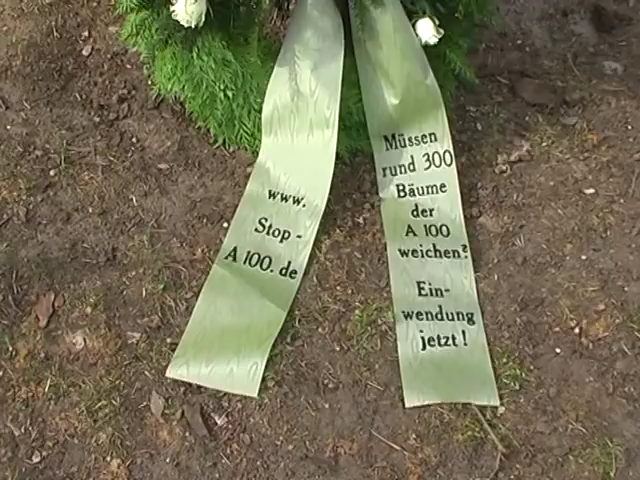 www.
Stop -
A 100. de
Müssen
rund 300
Bäume
der
A 100
weichen?
Ein-
wendung
jetzt!